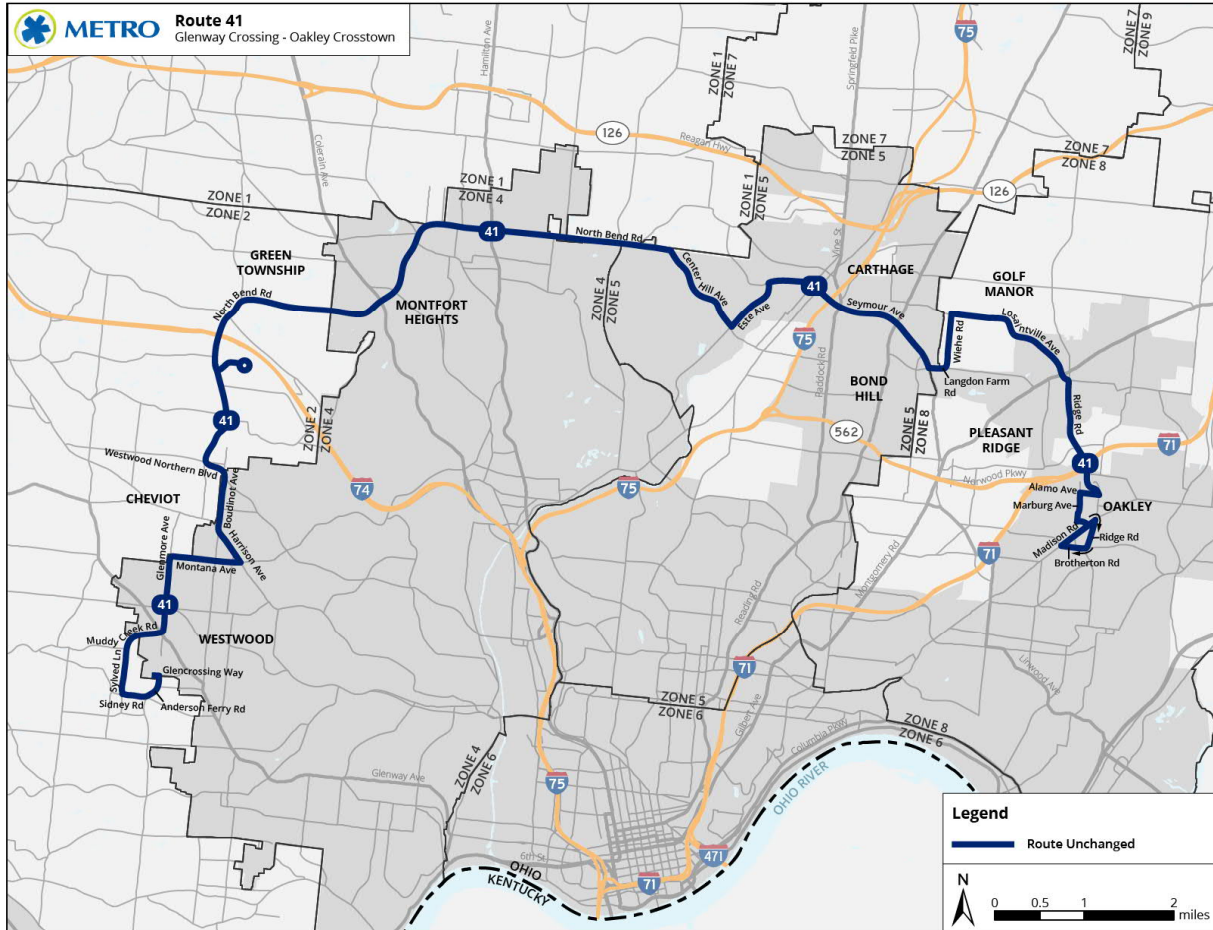 METRO
Route 41
Glenway Crossing - Oakley Crosstown
Hamilton Ave
Springfield Pike
75
ZONE 7
ZONE 9
ZONE 1
ZONE 7
Colerain Ave
126
Reagan Hwy
ZONE 7
ZONE 5
ZONE 7
ZONE 8
126
ZONE 1
ZONE 2
ZONE 1
ZONE 4
ZONE 1
ZONE 5
41
North Bend Rd
Vine St
GREEN
TOWNSHIP
CARTHAGE
GOLF
MANOR
Center
Hill Ave
41
North Bend Rd
MONTFORT
HEIGHTS
ZONE 4
ZONE 5
Este Ave
Seymour Ave
Losantville Ave
Wiehe Rd
75
Paddock Rd
BOND
HILL
Langdon Farm
Rd
41
ZONE 2
ZONE 4
ZONE 5
ZONE 8
Ridge Rd
562
PLEASANT
RIDGE
71
Westwood Northern Blvd
41
Norwood Pkwy
74
75
CHEVIOT
Boudinot Ave
Alamo Ave
Marburg Ave
OAKLEY
Glenmore Ave
Harrison Ave
Madison Rd
Ridge Rd
Montana Ave
71
Brotherton Rd
Montgomery Rd
41
Reading Rd
Muddy Creek Rd
WESTWOOD
Sylved Ln
Glencrossing Way
71
Linwood Ave
Sidney Rd
Anderson Ferry Rd
ZONE 5
ZONE 6
Gilbert Ave
Columbia Pkwy
ZONE 8
ZONE 6
ZONE 4
ZONE 6
OHIO RIVER
Glenway Ave
75
Legend
Route Unchanged
6th St
471
OHIO
KENTUCKY
71
N
0 0.5 1 2
miles